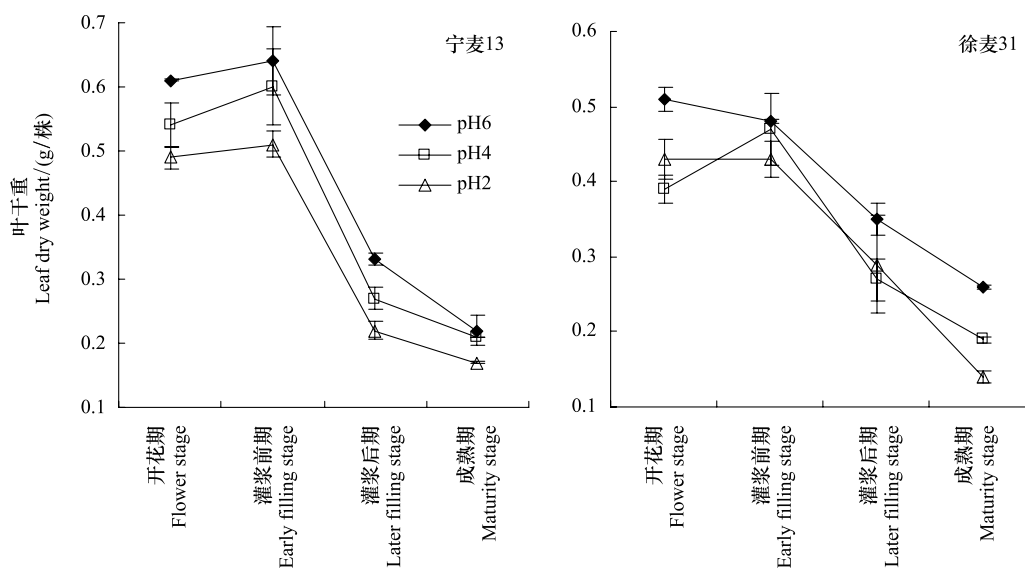 叶干重
Leaf dry weight/(g/株)
0.7
0.6
0.5
0.4
0.3
0.2
0.1
宁麦13
pH6
pH4
pH2
开花期
Flower stage
灌浆前期
Early filling stage
灌浆后期
Later filling stage
成熟期
Maturity stage
0.6
0.5
0.4
0.3
0.2
0.1
徐麦31
开花期
Flower stage
灌浆前期
Early filling stage
灌浆后期
Later filling stage
成熟期
Maturity stage